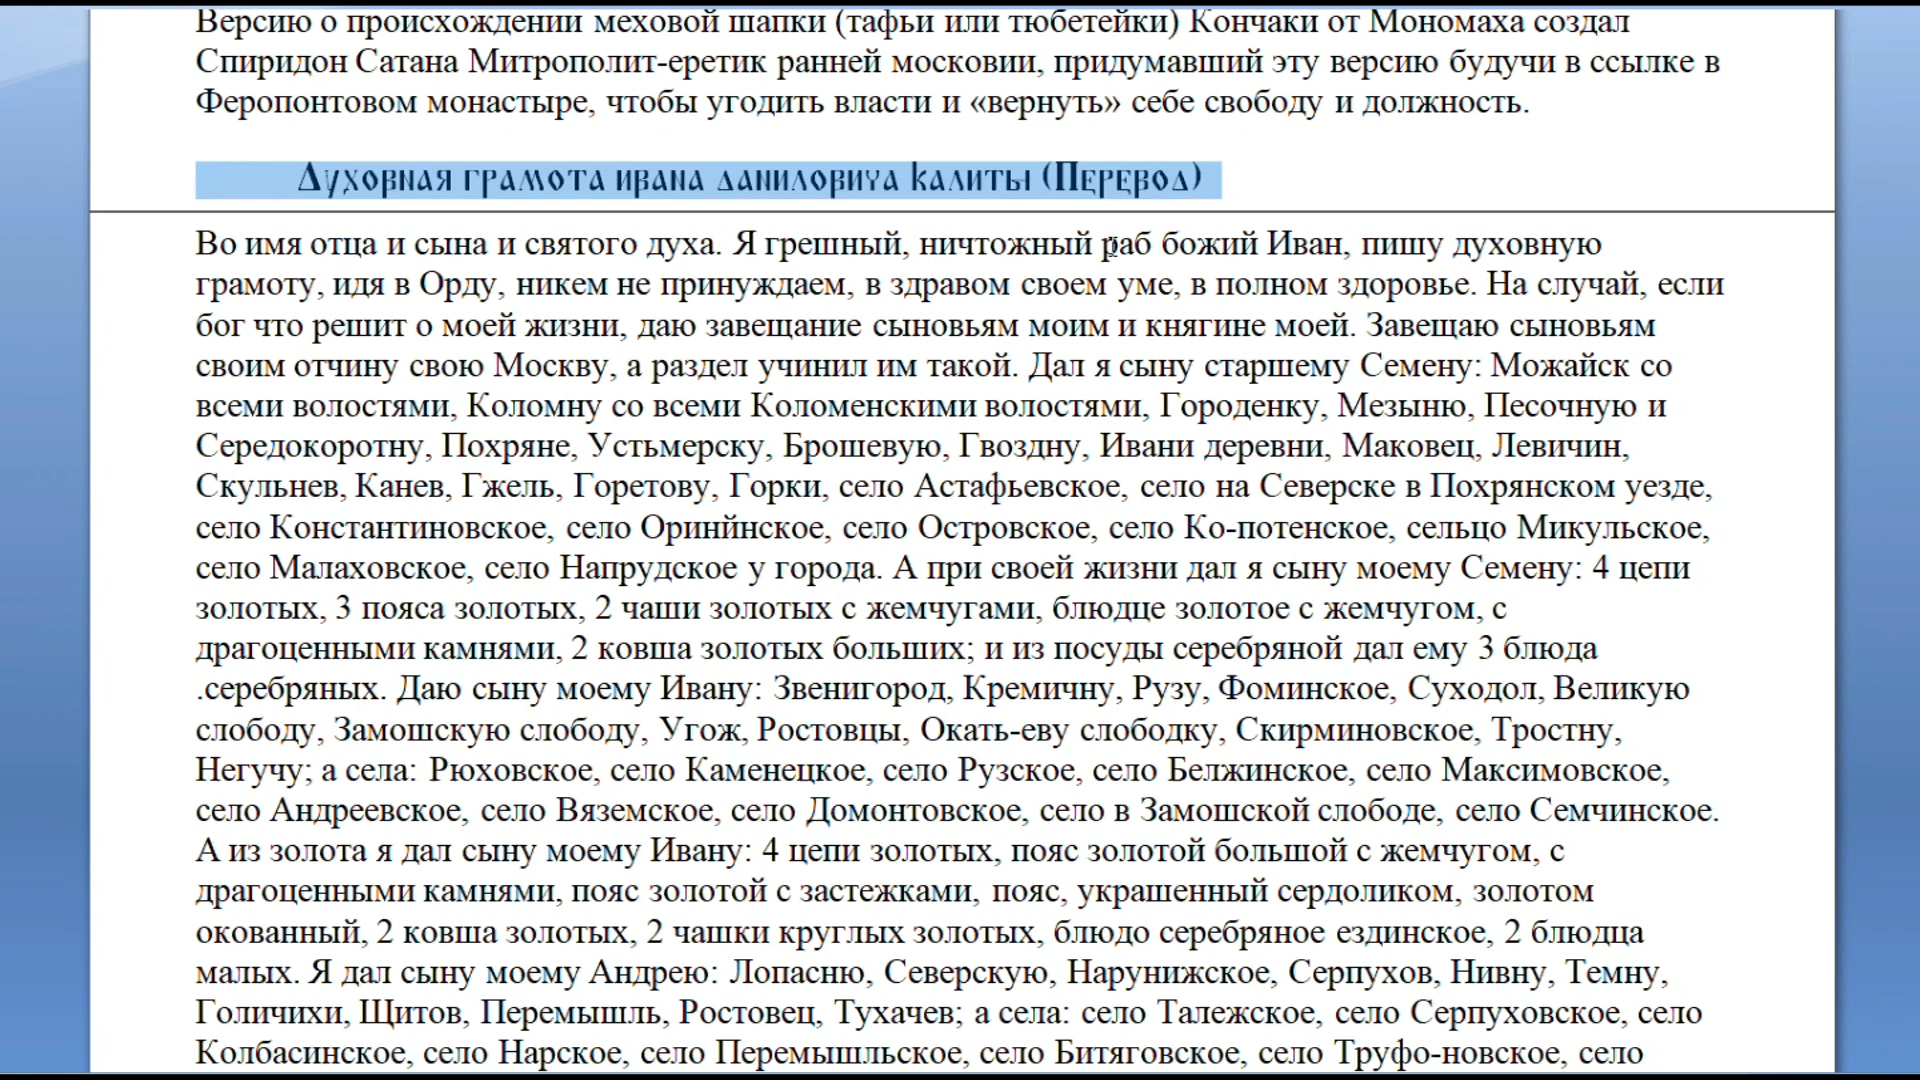 Версию о происхождении меховой шапки (тафьи или тюбетейки) Кончаки от Мономаха создал
Спиридон Сатана Митрополит-еретик ранней московии, придумавший эту версию будучи в ссылке в
Феропонтовом монастыре, чтобы угодить власти и «вернуть» себе свободу и должность.
Духовная грамота ивана даниловича калиты (Перевод)
Во имя отца и сына и святого духа. Я грешный, ничтожный раб божий Иван, пишу духовную
грамоту, идя в Орду, никем не принуждаем, в здравом своем уме, в полном здоровье. На случай, если
бог что решит о моей жизни, даю завещание сыновьям моим и княгине моей. Завещаю сыновьям
своим отчину свою Москву, а раздел учинил им такой. Дал я сыну старшему Семену: Можайск со
всеми волостями, Коломну со всеми Коломенскими волостями, Городенку, Мезыню, Песочную и
Середокоротну, Похряне, Устьмерску, Брошевую, Гвоздну, Ивани деревни, Маковец, Левичин,
Скульнев, Канев, Гжель, Горетову, Горки, село Астафьевское, село на Северске в Похрянском уезде,
село Константиновское, село Оринйнское, село Островское, село Ко-потенское, сельцо Микульское,
село Малаховское, село Напрудское у города. А при своей жизни дал я сыну моему Семену: 4 цепи
золотых, 3 пояса золотых, 2 чаши золотых с жемчугами, блюдце золотое с жемчугом, с
драгоценными камнями, 2 ковша золотых больших; и из посуды серебряной дал ему 3 блюда
.серебряных. Даю сыну моему Ивану: Звенигород, Кремичну, Рузу, Фоминское, Суходол, Великую
слободу, Замошскую слободу, Угож, Ростовцы, Окать-еву слободку, Скирминовское, Тростну,
Негучу; а села: Рюховское, село Каменецкое, село Рузское, село Белжинское, село Максимовское,
село Андреевское, село Вяземское, село Домонтовское, село в Замошской слободе, село Семчинское.
А из золота я дал сыну моему Ивану: 4 цепи золотых, пояс золотой большой с жемчугом, с
драгоценными камнями, пояс золотой с застежками, пояс, украшенный сердоликом, золотом
окованный, 2 ковша золотых, 2 чашки круглых золотых, блюдо серебряное ездинское, 2 блюдца
малых. Я дал сыну моему Андрею: Лопасню, Северскую, Нарунижское, Серпухов, Нивну, Темну,
Голичихи, Щитов, Перемышль, Ростовец, Тухачев; а села: село Талежское, село Серпуховское, село
Колбасинское, село Нарское, село Перемышльское, село Битяговское, село Труфо-новское, село